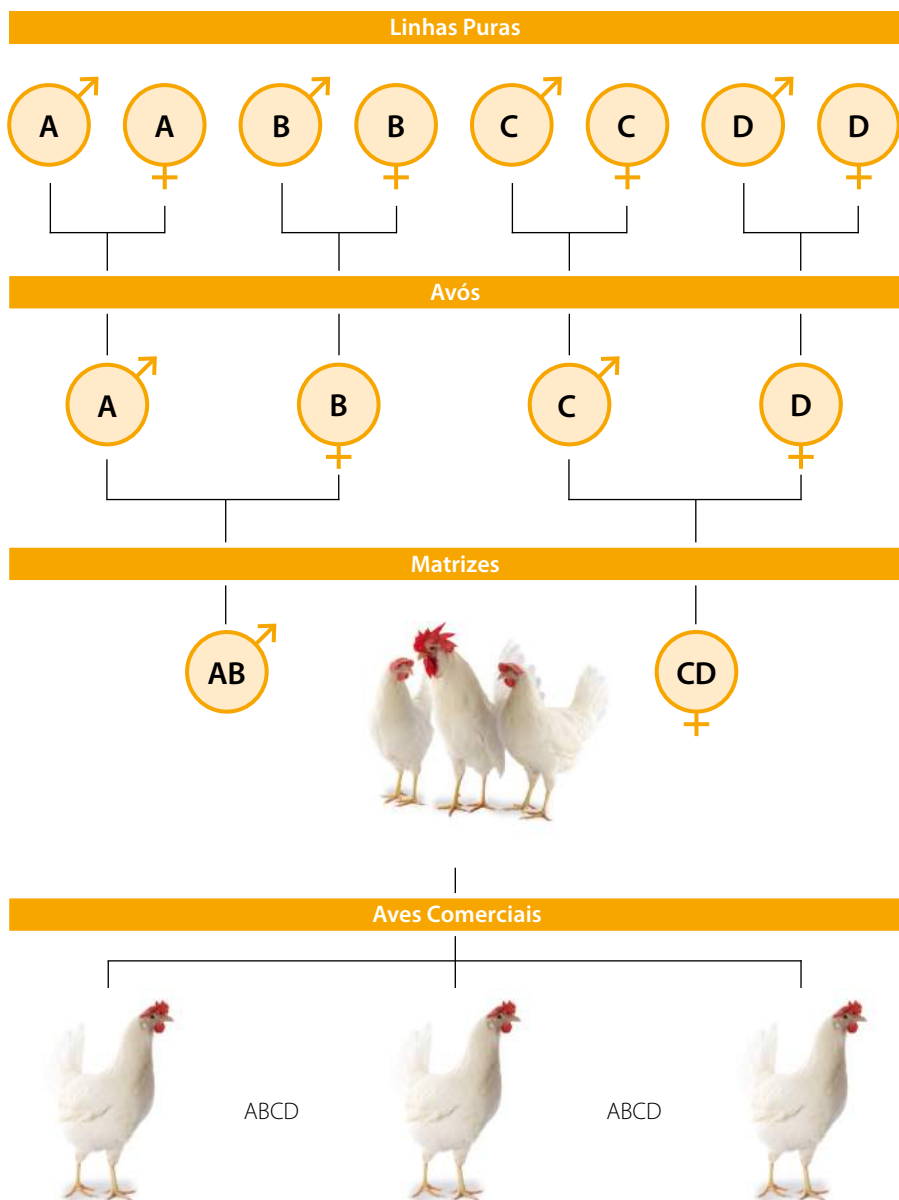 Linhas Puras
A A B B C C D D
Avós
A B C D
Matrizes
AB CD
Aves Comerciais
ABCD ABCD